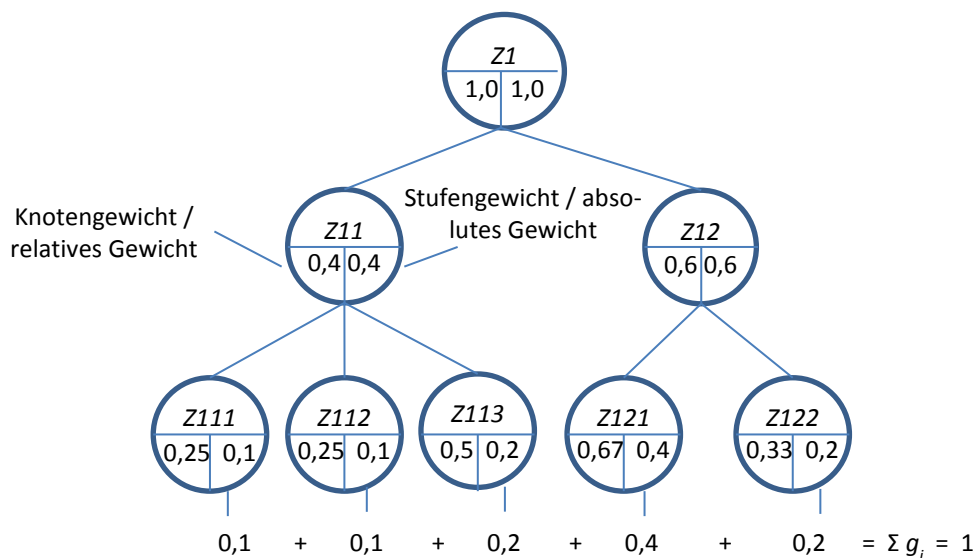 Z1
1,0 1,0
Knotengewicht /
relatives Gewicht
Stufengewicht / abso-
lutes Gewicht
Z11
0,4 0,4
Z12
0,6 0,6
Z111
0,25 0,1
Z112
0,25 0,1
Z113
0,5 0,2
Z121
0,67 0,4
Z122
0,33 0,2
0,1 + 0,1 + 0,2 + 0,4 + 0,2 = Σ g_i = 1